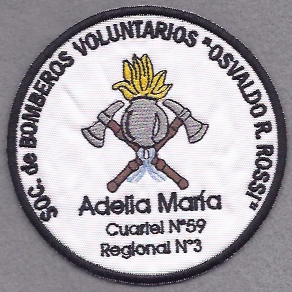 SOC. de BOMBEROS VOLUNTARIOS "OSVALDO R. ROSSI"
Adelia María
Cuartel N°59
Regional N°3